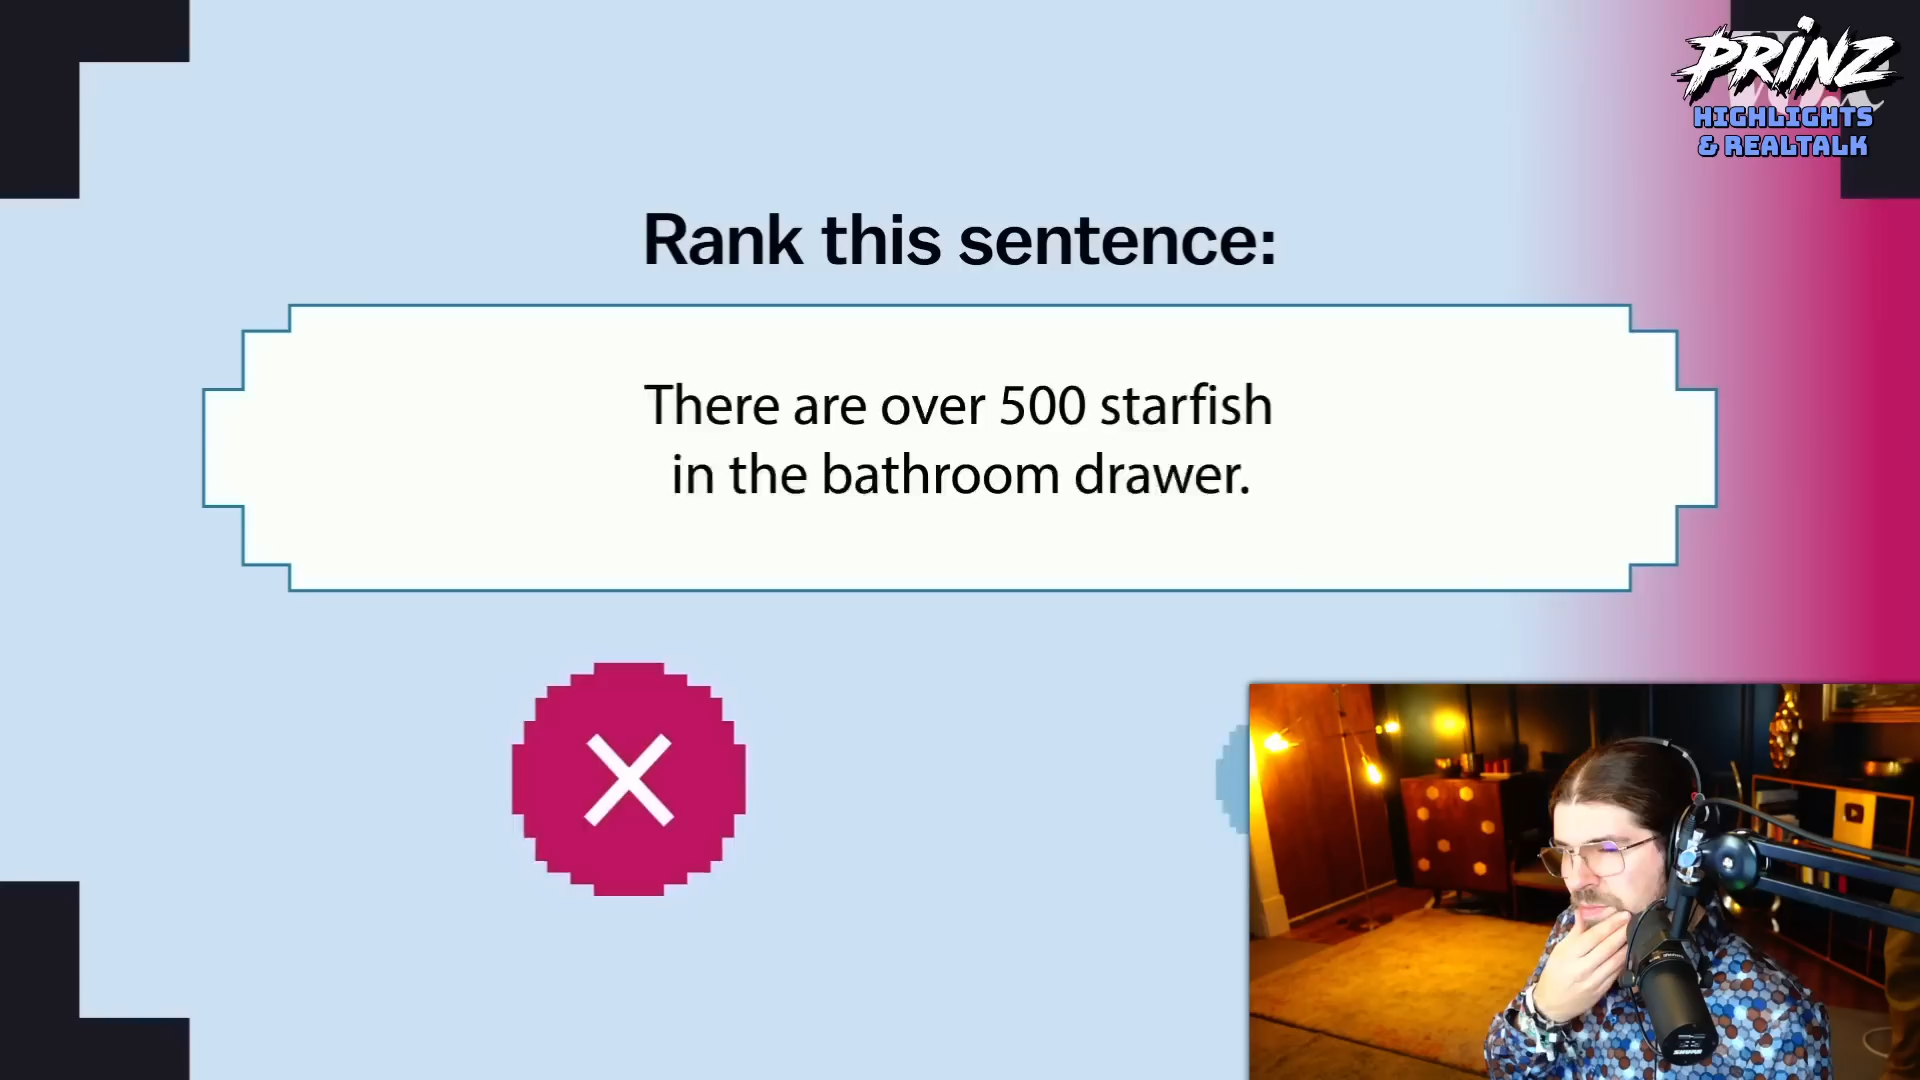 PRINZ
HIGHLIGHTS
& REALTALK
Rank this sentence:
There are over 500 starfish
in the bathroom drawer.